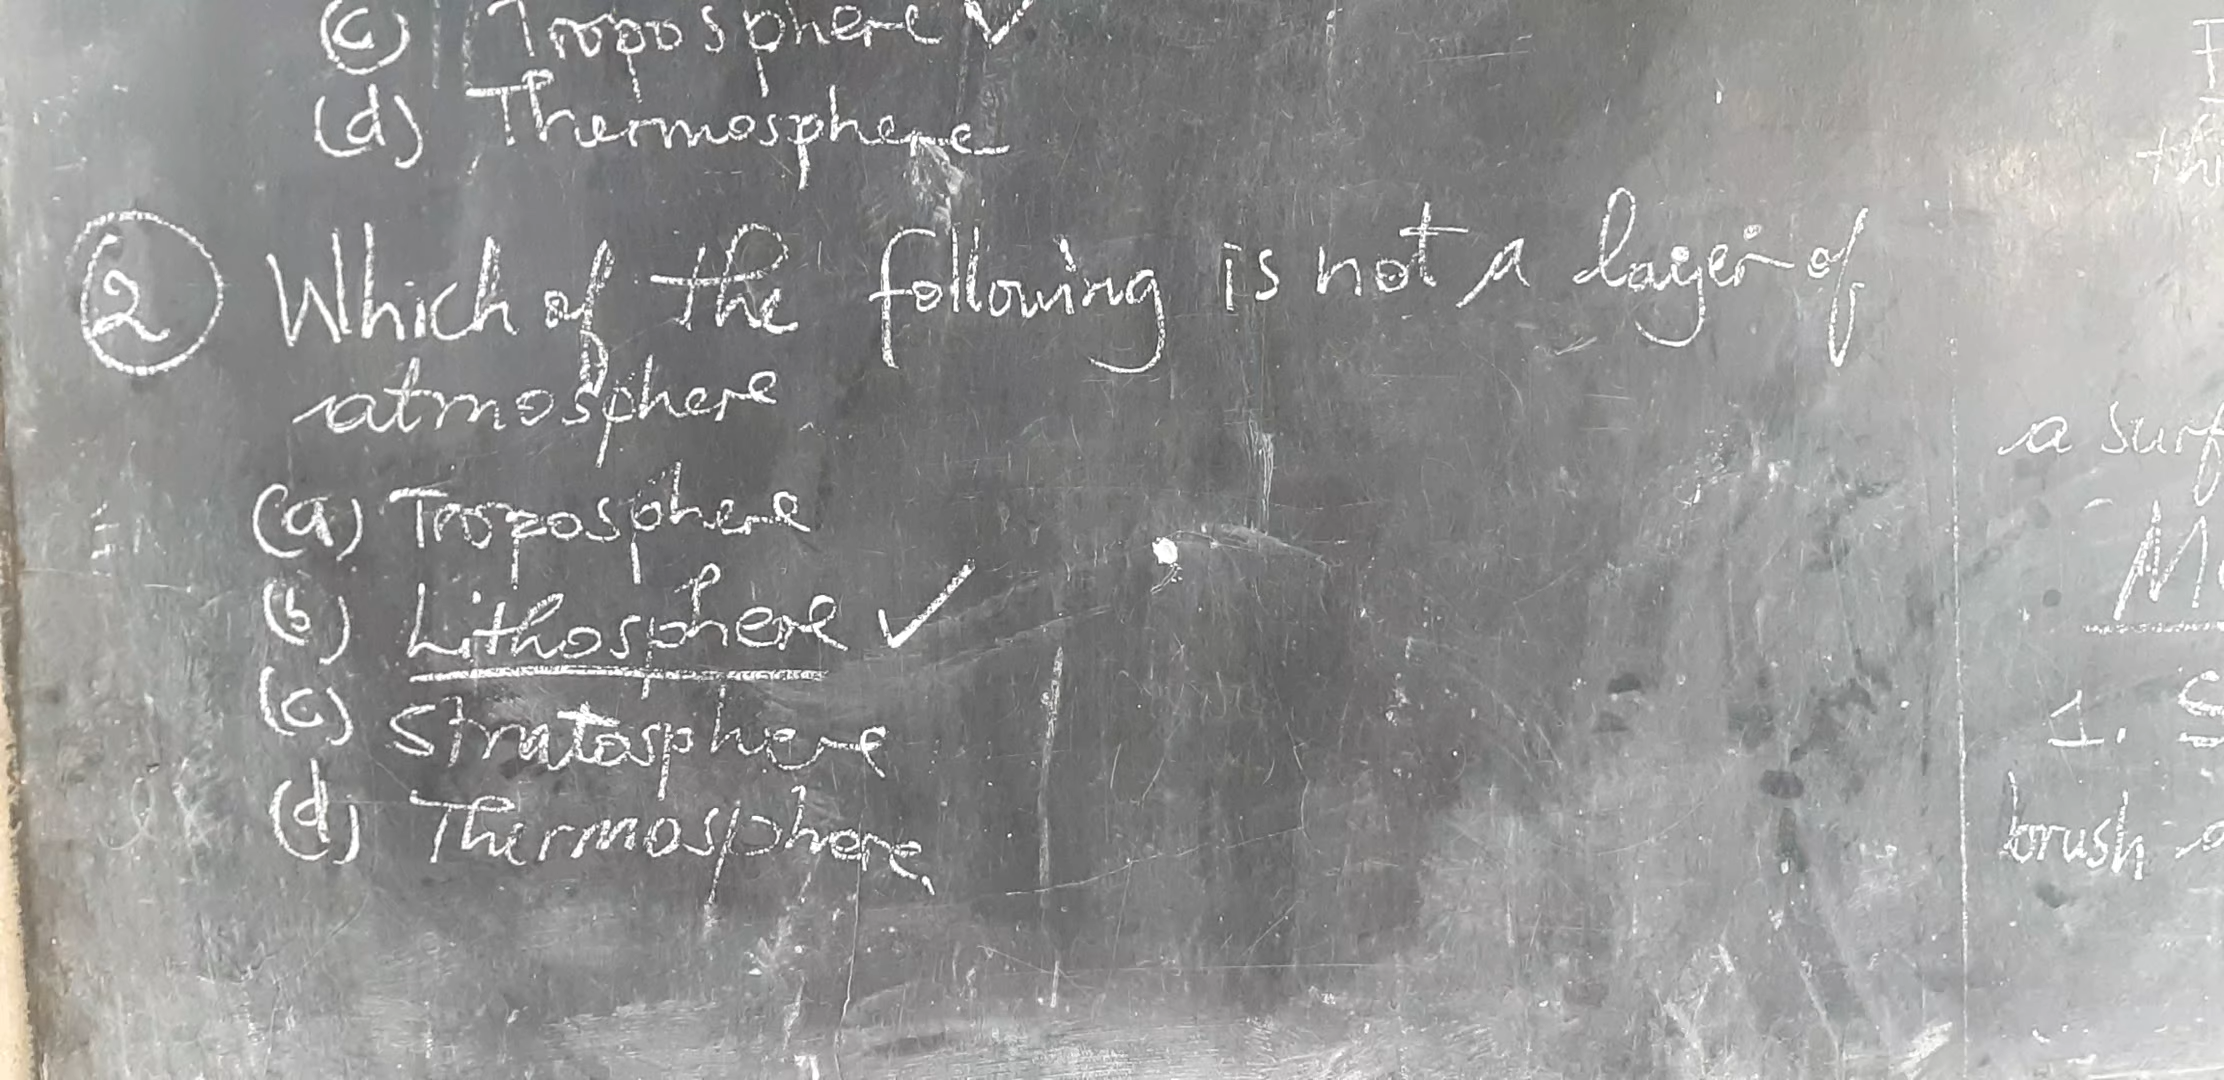 (c) Troposphere ✓
(d) Thermosphere
2 Which of the following is not a layer of
atmosphere
(a) Troposphere
(b) Lithosphere ✓
(c) Stratosphere
(d) Thermosphere
a surf
1. S
brush